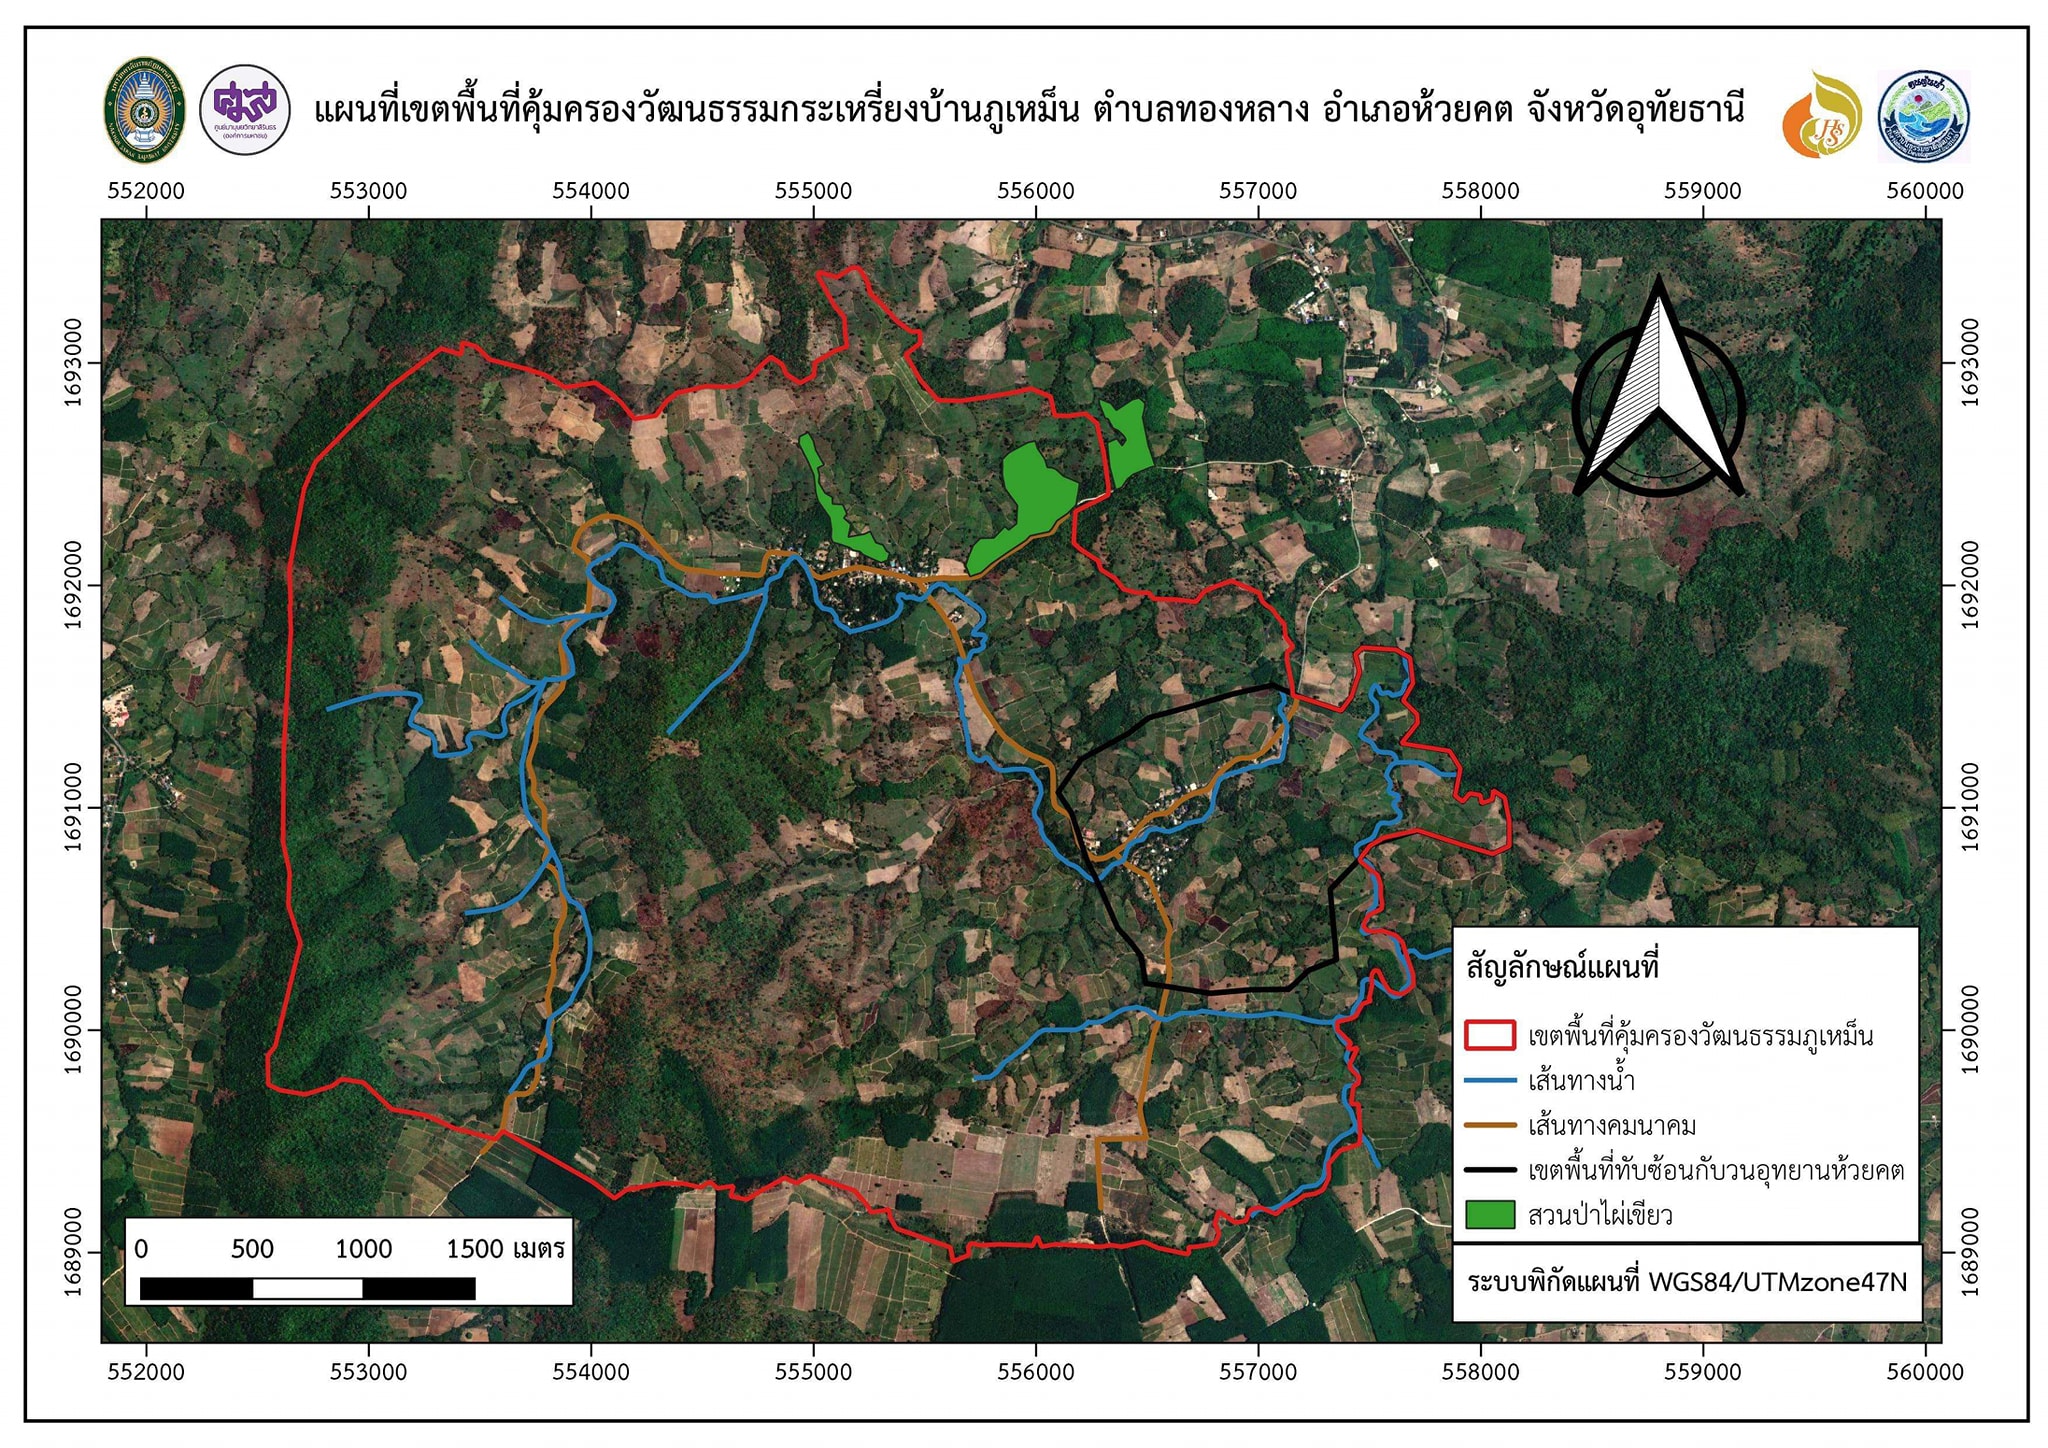 แผนที่เขตพื้นที่คุ้มครองวัฒนธรรมกระเหรี่ยงบ้านภูเหม็น ตำบลทองหลาง อำเภอห้วยคต จังหวัดอุทัยธานี
ศมส
ศูนย์มานุษยวิทยาสิรินธร
(องค์การมหาชน)
HSS
คนต้นน้ำ
552000 553000 554000 555000 556000 557000 558000 559000 560000
1693000 1693000
1692000 1692000
1691000 1691000
1690000 1690000
1689000 1689000
สัญลักษณ์แผนที่
เขตพื้นที่คุ้มครองวัฒนธรรมภูเหม็น
เส้นทางน้ำ
เส้นทางคมนาคม
เขตพื้นที่ทับซ้อนกับวนอุทยานห้วยคต
สวนป่าไผ่เขียว
ระบบพิกัดแผนที่ WGS84/UTMzone47N
0 500 1000 1500 เมตร
552000 553000 554000 555000 556000 557000 558000 559000 560000